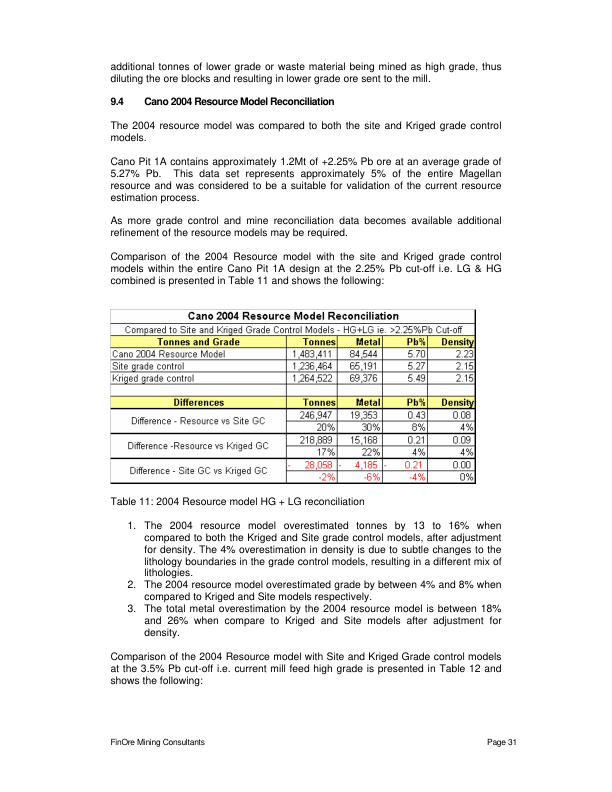 additional tonnes of lower grade or waste material being mined as high grade, thus
diluting the ore blocks and resulting in lower grade ore sent to the mill.
9.4 Cano 2004 Resource Model Reconciliation
The 2004 resource model was compared to both the site and Kriged grade control
models.
Cano Pit 1A contains approximately 1.2Mt of +2.25% Pb ore at an average grade of
5.27% Pb. This data set represents approximately 5% of the entire Magellan
resource and was considered to be a suitable for validation of the current resource
estimation process.
As more grade control and mine reconciliation data becomes available additional
refinement of the resource models may be required.
Comparison of the 2004 Resource model with the site and Kriged grade control
models within the entire Cano Pit 1A design at the 2.25% Pb cut-off i.e. LG & HG
combined is presented in Table 11 and shows the following:
Cano 2004 Resource Model Reconciliation
Compared to Site and Kriged Grade Control Models - HG+LG ie. >2.25%Pb Cut-off
Tonnes and Grade Tonnes Metal Pb% Density
Cano 2004 Resource Model 1,483,411 84,544 5.70 2.23
Site grade control 1,236,464 65,191 5.27 2.15
Kriged grade control 1,264,522 69,376 5.49 2.15
Differences Tonnes Metal Pb% Density
Difference - Resource vs Site GC 246,947 19,353 0.43 0.08
20% 30% 8% 4%
Difference -Resource vs Kriged GC 218,889 15,168 0.21 0.09
17% 22% 4% 4%
Difference - Site GC vs Kriged GC - 28,058 - 4,185 - 0.21 0.00
-2% -6% -4% 0%
Table 11: 2004 Resource model HG + LG reconciliation
1. The 2004 resource model overestimated tonnes by 13 to 16% when
compared to both the Kriged and Site grade control models, after adjustment
for density. The 4% overestimation in density is due to subtle changes to the
lithology boundaries in the grade control models, resulting in a different mix of
lithologies.
2. The 2004 resource model overestimated grade by between 4% and 8% when
compared to Kriged and Site models respectively.
3. The total metal overestimation by the 2004 resource model is between 18%
and 26% when compare to Kriged and Site models after adjustment for
density.
Comparison of the 2004 Resource model with Site and Kriged Grade control models
at the 3.5% Pb cut-off i.e. current mill feed high grade is presented in Table 12 and
shows the following:
FinOre Mining Consultants Page 31